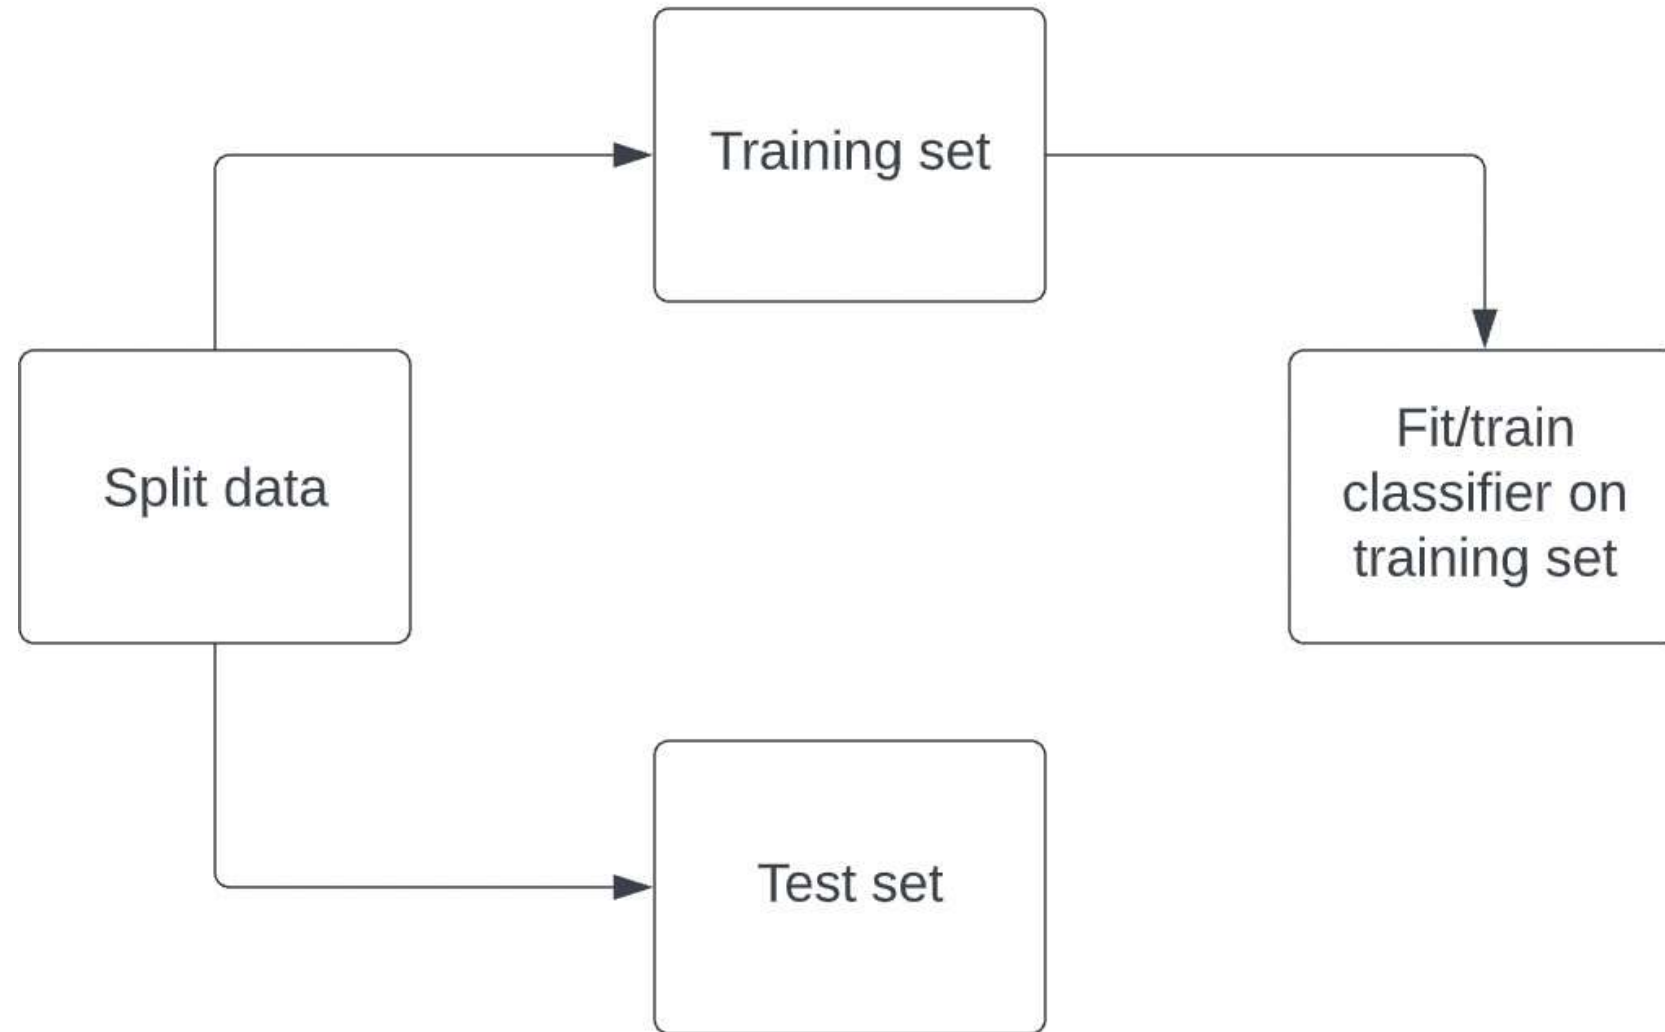 Training set
Split data
Fit/train
classifier on
training set
Test set